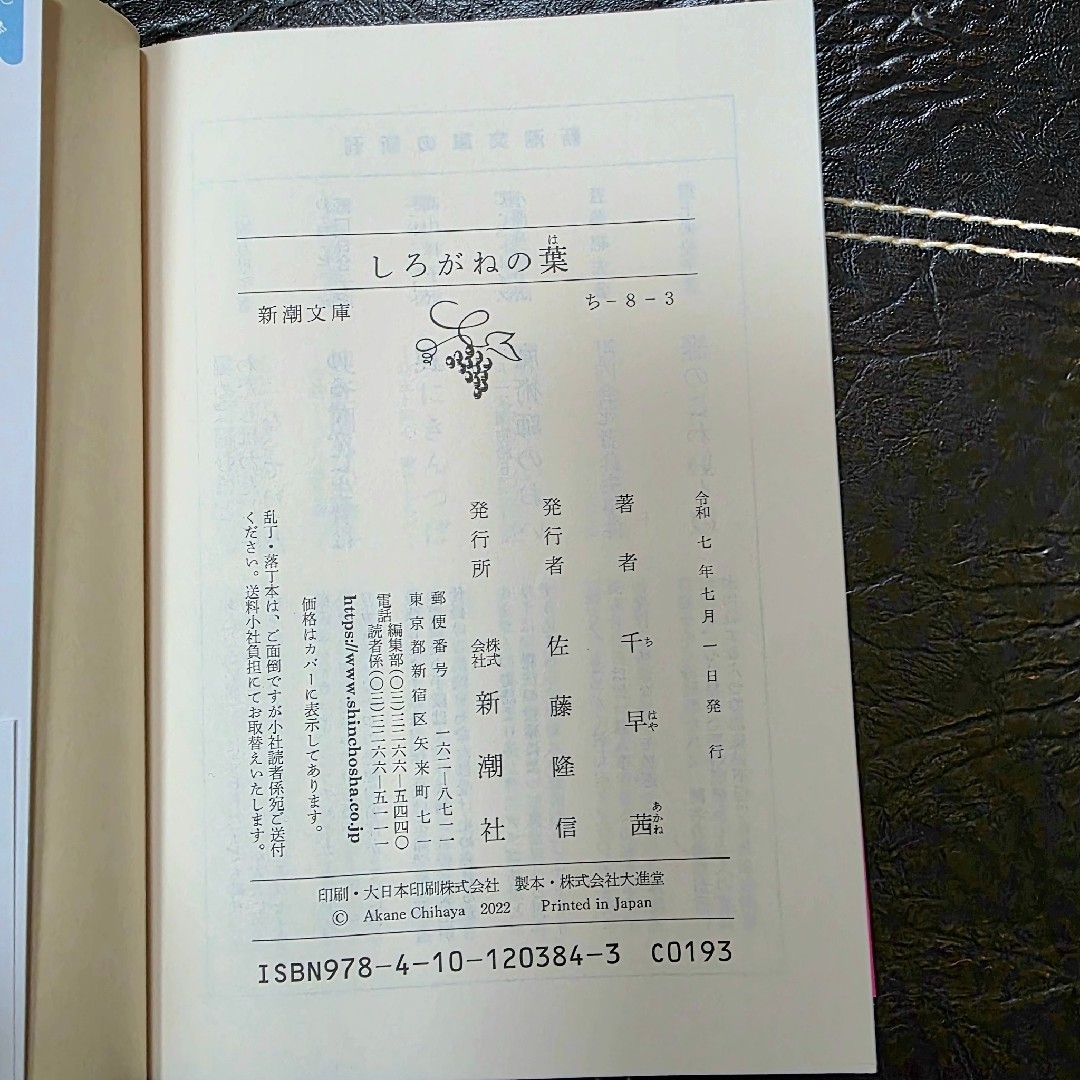 しろがねの葉
は
新潮文庫
ち-8-3
令和七年七月一日発行
著者 千早茜
ち はや あかね
発行者 佐藤隆信
発行所 株式会社 新潮社
郵便番号 一六二―八七一一
東京都新宿区矢来町七一
電話 編集部(〇三)三二六六―五四四〇
読者係(〇三)三二六六―五一一一
https://www.shinchosha.co.jp
価格はカバーに表示してあります。
乱丁・落丁本は、ご面倒ですが小社読者係宛ご送付
ください。送料小社負担にてお取替えいたします。
印刷・大日本印刷株式会社 製本・株式会社大進堂
© Akane Chihaya 2022 Printed in Japan
ISBN978-4-10-120384-3 C0193